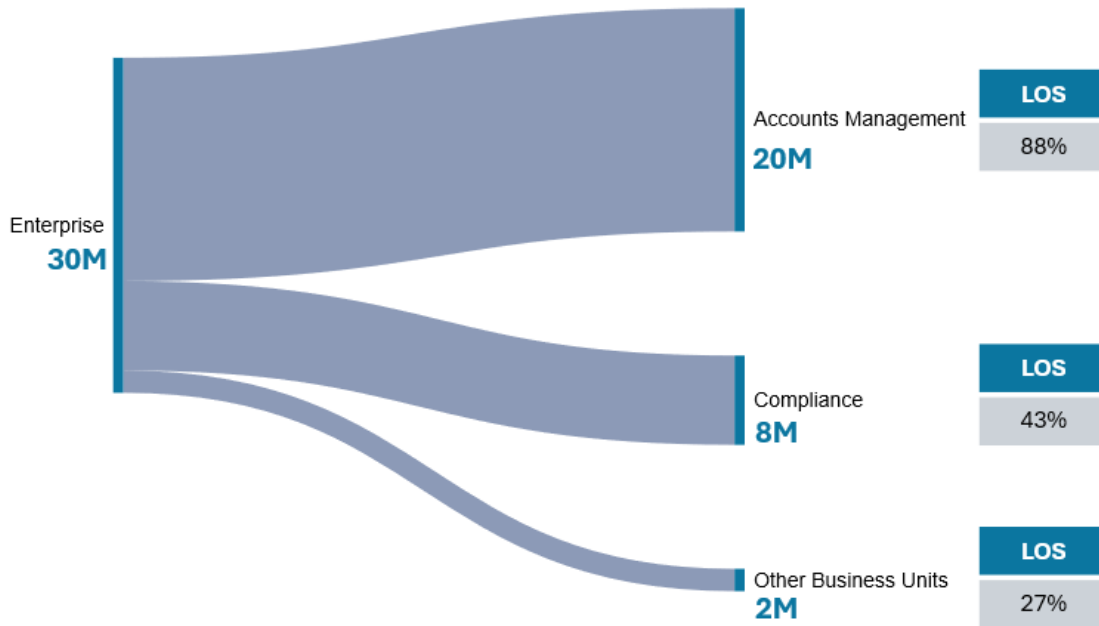 Enterprise
30M
Accounts Management
20M
LOS
88%
Compliance
8M
LOS
43%
Other Business Units
2M
LOS
27%